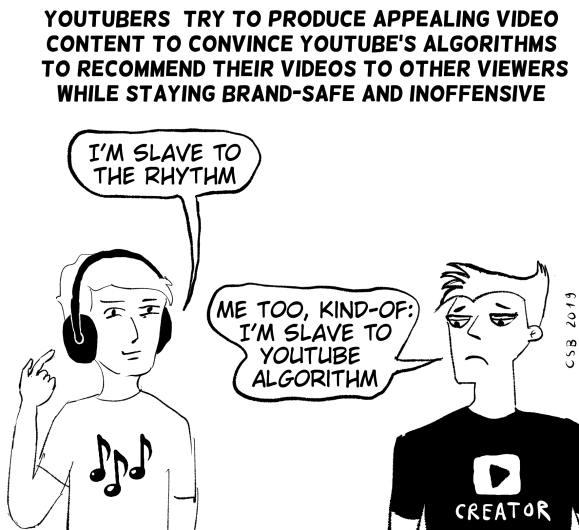 YOUTUBERS TRY TO PRODUCE APPEALING VIDEO
CONTENT TO CONVINCE YOUTUBE'S ALGORITHMS
TO RECOMMEND THEIR VIDEOS TO OTHER VIEWERS
WHILE STAYING BRAND-SAFE AND INOFFENSIVE
I'M SLAVE TO
THE RHYTHM
ME TOO, KIND-OF:
I'M SLAVE TO
YOUTUBE
ALGORITHM
CSB 2019
CREATOR